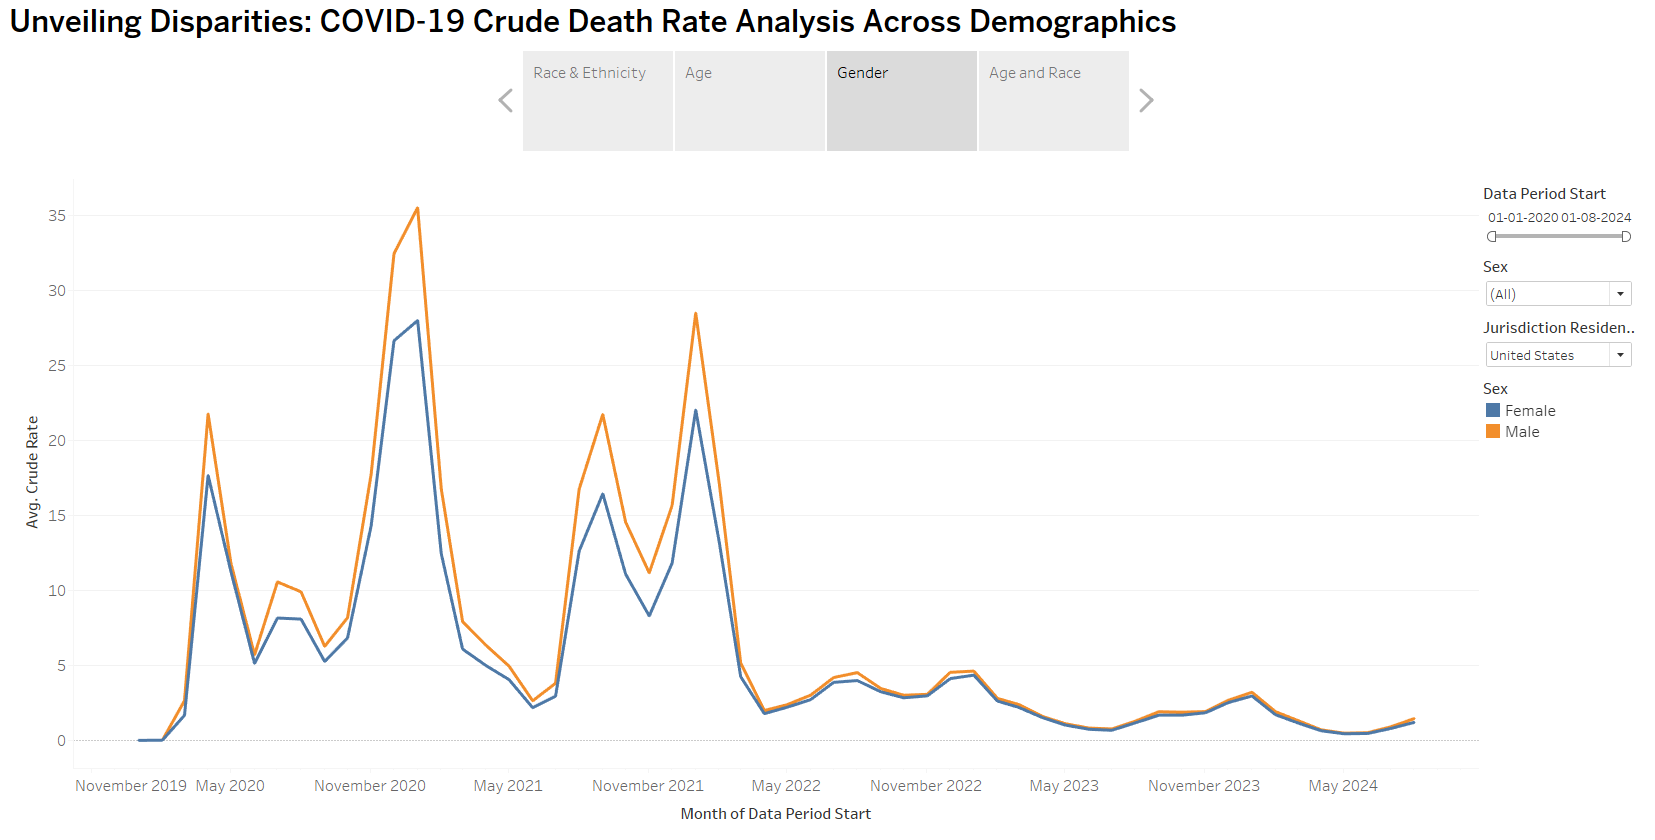 Unveiling Disparities: COVID-19 Crude Death Rate Analysis Across Demographics
Race & Ethnicity
Age
Gender
Age and Race
35
30
25
20
15
10
5
0
Avg. Crude Rate
November 2019
May 2020
November 2020
May 2021
November 2021
May 2022
November 2022
May 2023
November 2023
May 2024
Month of Data Period Start
Data Period Start
01-01-2020 01-08-2024
Sex
(All)
Jurisdiction Residen..
United States
Sex
Female
Male